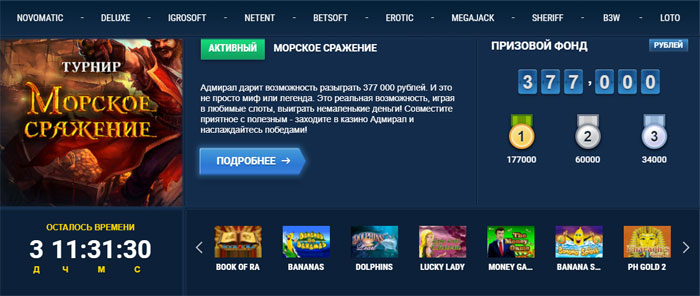 NOVOMATIC - DELUXE - IGROSOFT - NETENT - BETSOFT - EROTIC - MEGAJACK - SHERIFF - B3W - LOTO
ТУРНИР
МОРСКОЕ
СРАЖЕНИЕ
АКТИВНЫЙ МОРСКОЕ СРАЖЕНИЕ
Адмирал дарит возможность разыграть 377 000 рублей. И это
не просто миф или легенда. Это реальная возможность, играя
в любимые слоты, выиграть немаленькие деньги! Совместите
приятное с полезным - заходите в казино Адмирал и
наслаждайтесь победами!
ПОДРОБНЕЕ →
ПРИЗОВОЙ ФОНД РУБЛЕЙ
377,000
1 2 3
177000 60000 34000
ОСТАЛОСЬ ВРЕМЕНИ
3 11:31:30
Д Ч М С
BOOK OF RA BANANAS DOLPHINS LUCKY LADY MONEY GA... BANANA S... PH GOLD 2